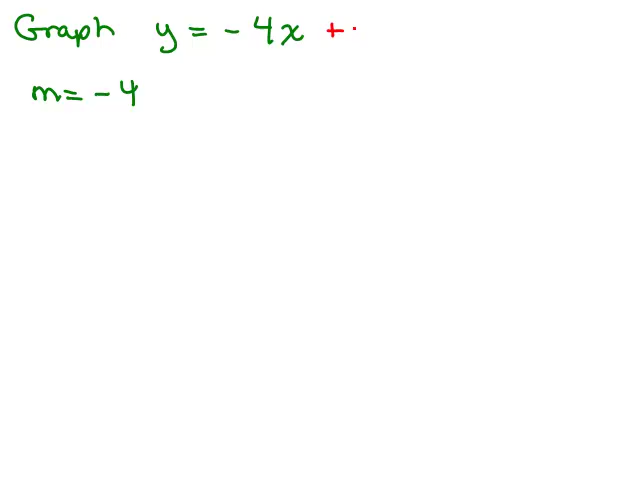 Graph y = - 4x +
m = - 4